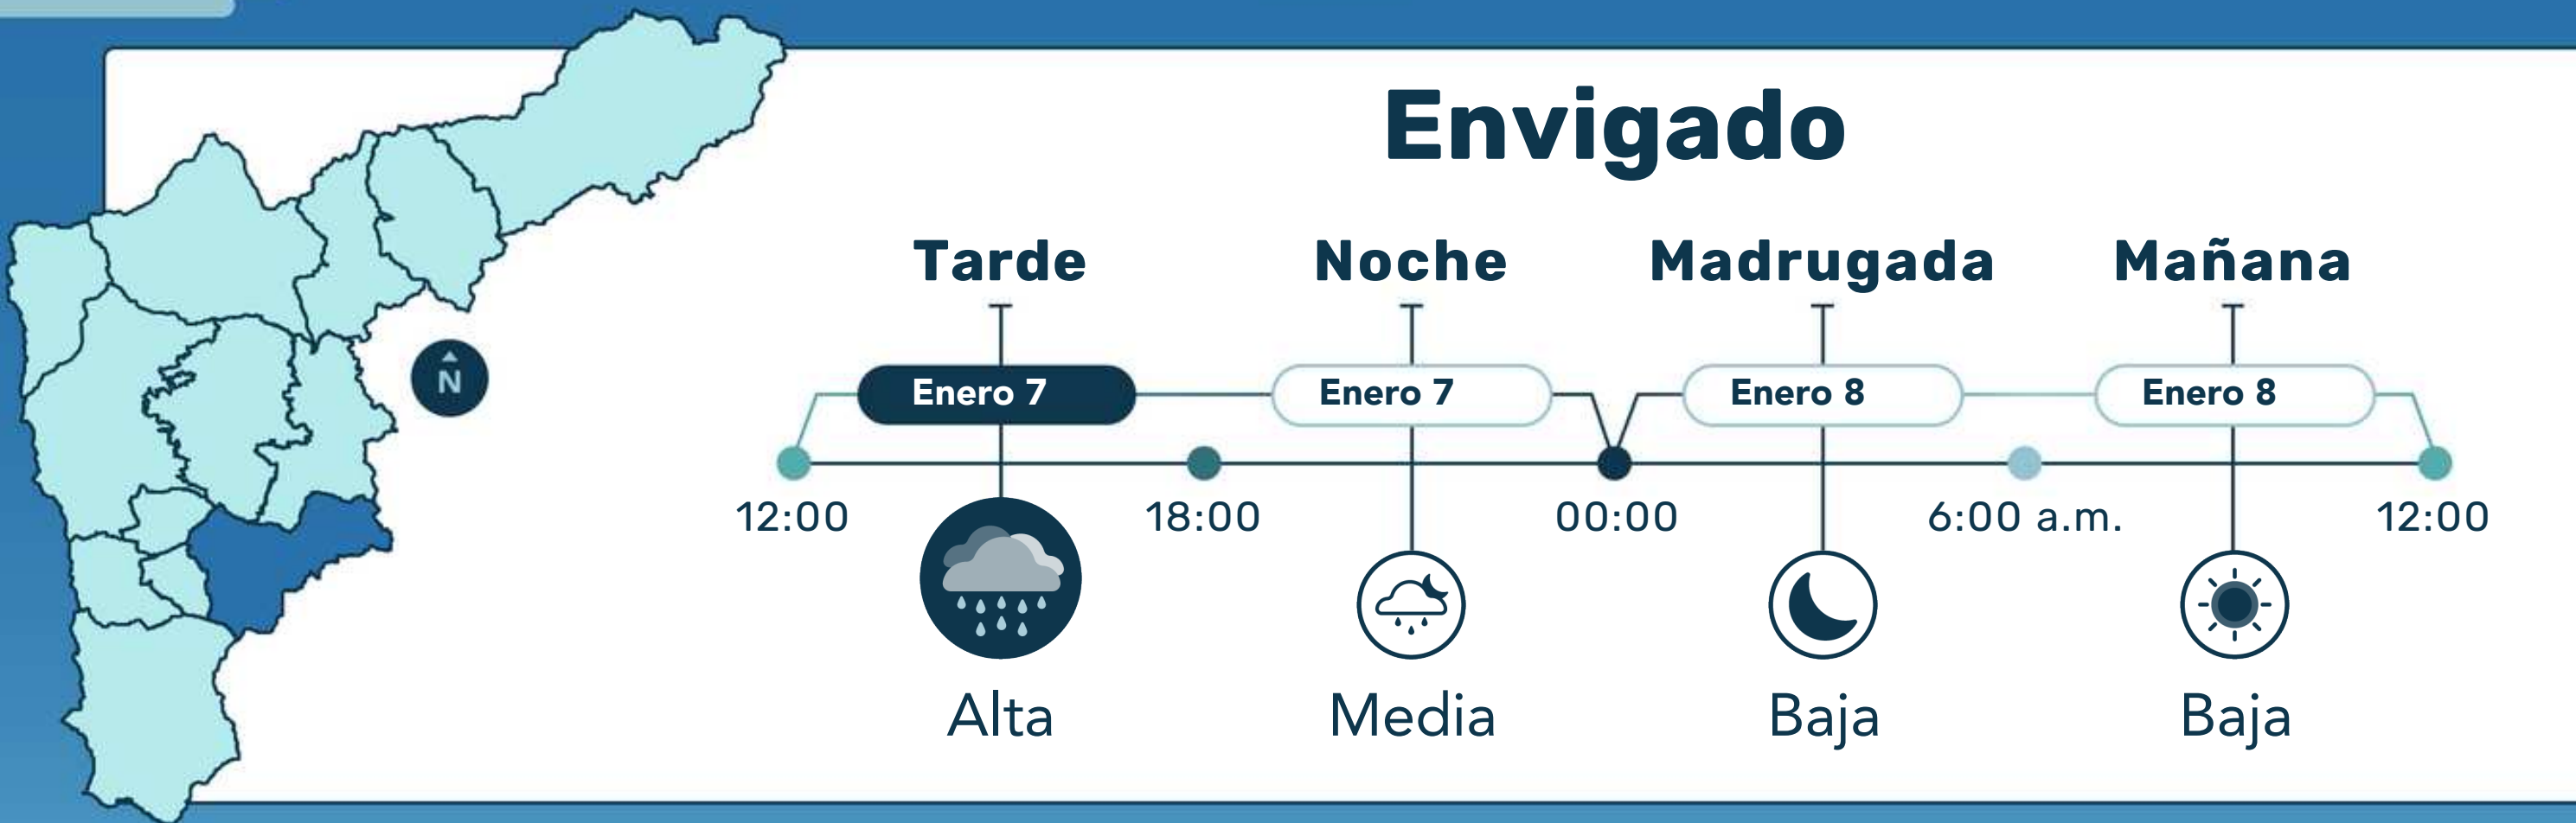 Envigado
Tarde Noche Madrugada Mañana
Enero 7 Enero 7 Enero 8 Enero 8
N
12:00 18:00 00:00 6:00 a.m. 12:00
Alta Media Baja Baja